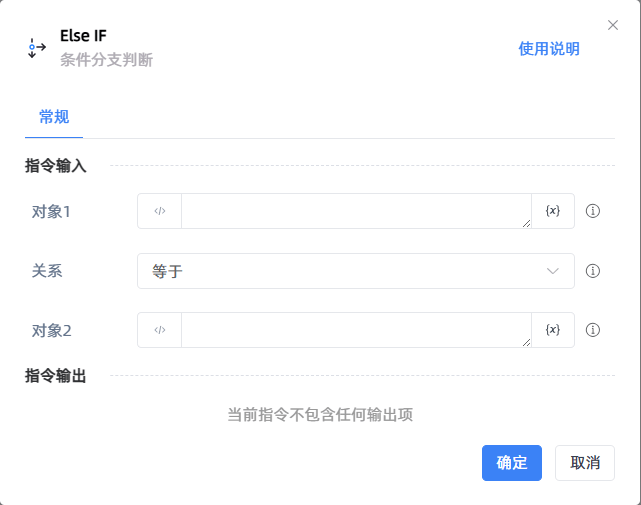 Else IF
条件分支判断
使用说明
常规
指令输入
对象1
</>
{x}
关系
等于
对象2
</>
{x}
指令输出
当前指令不包含任何输出项
确定
取消